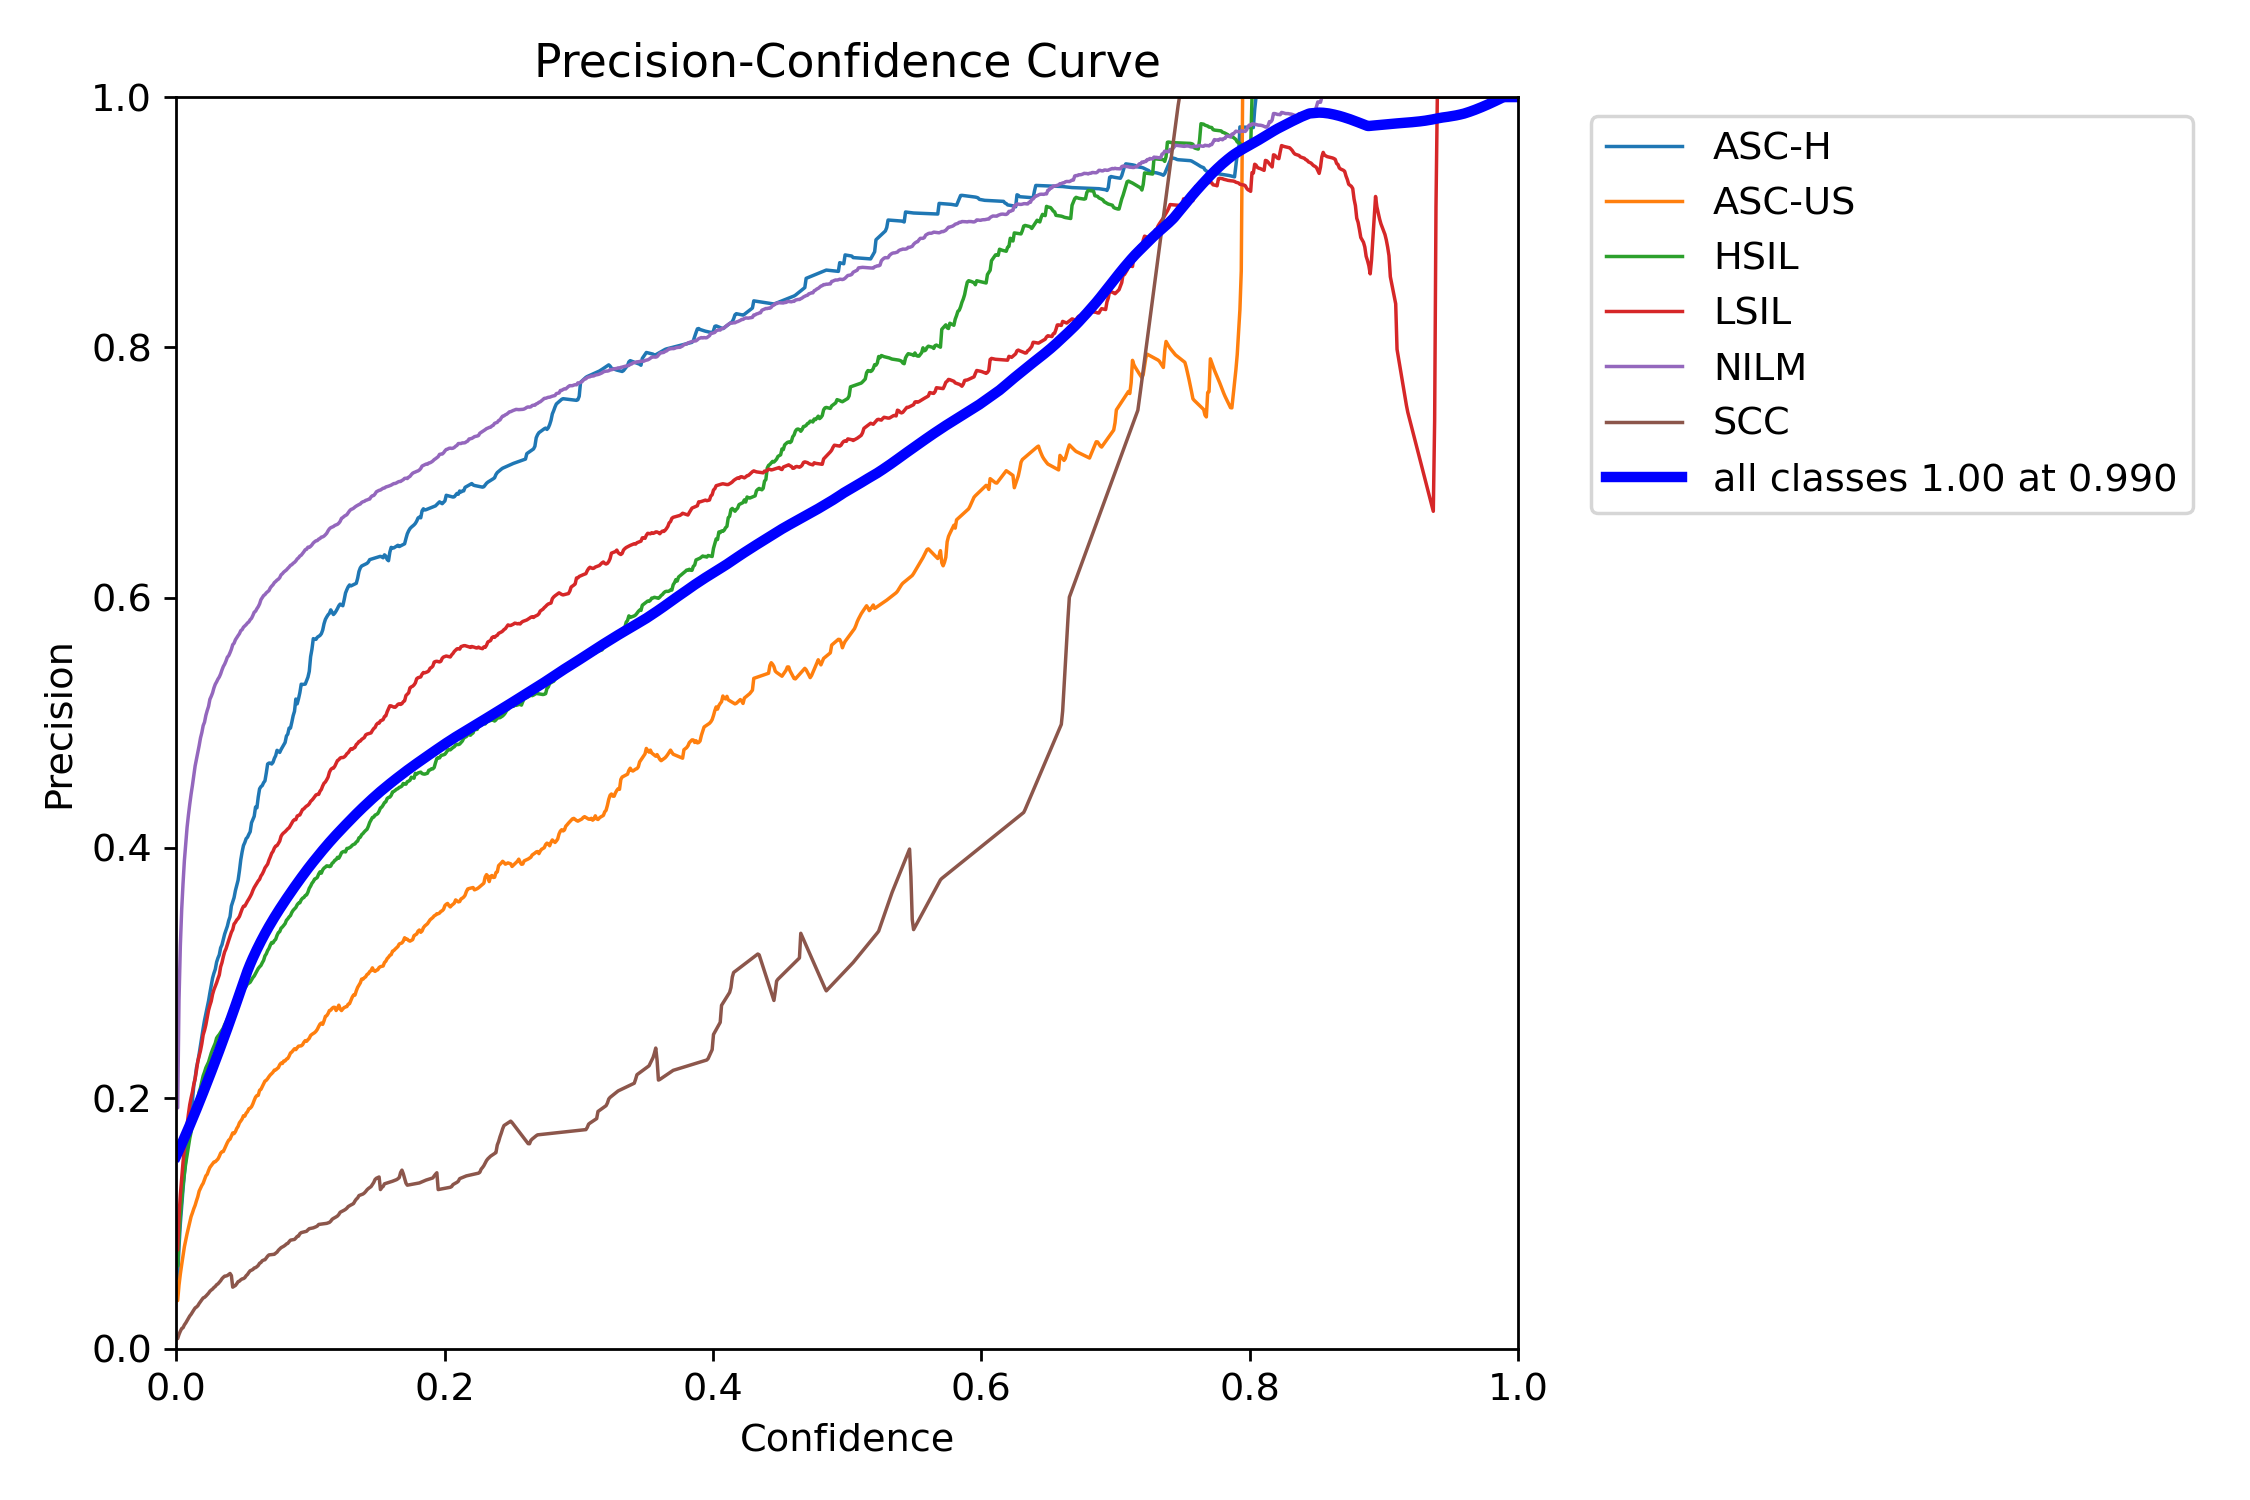 Precision-Confidence Curve
1.0
0.8
0.6
0.4
0.2
0.0
Precision
0.0 0.2 0.4 0.6 0.8 1.0
Confidence
ASC-H
ASC-US
HSIL
LSIL
NILM
SCC
all classes 1.00 at 0.990